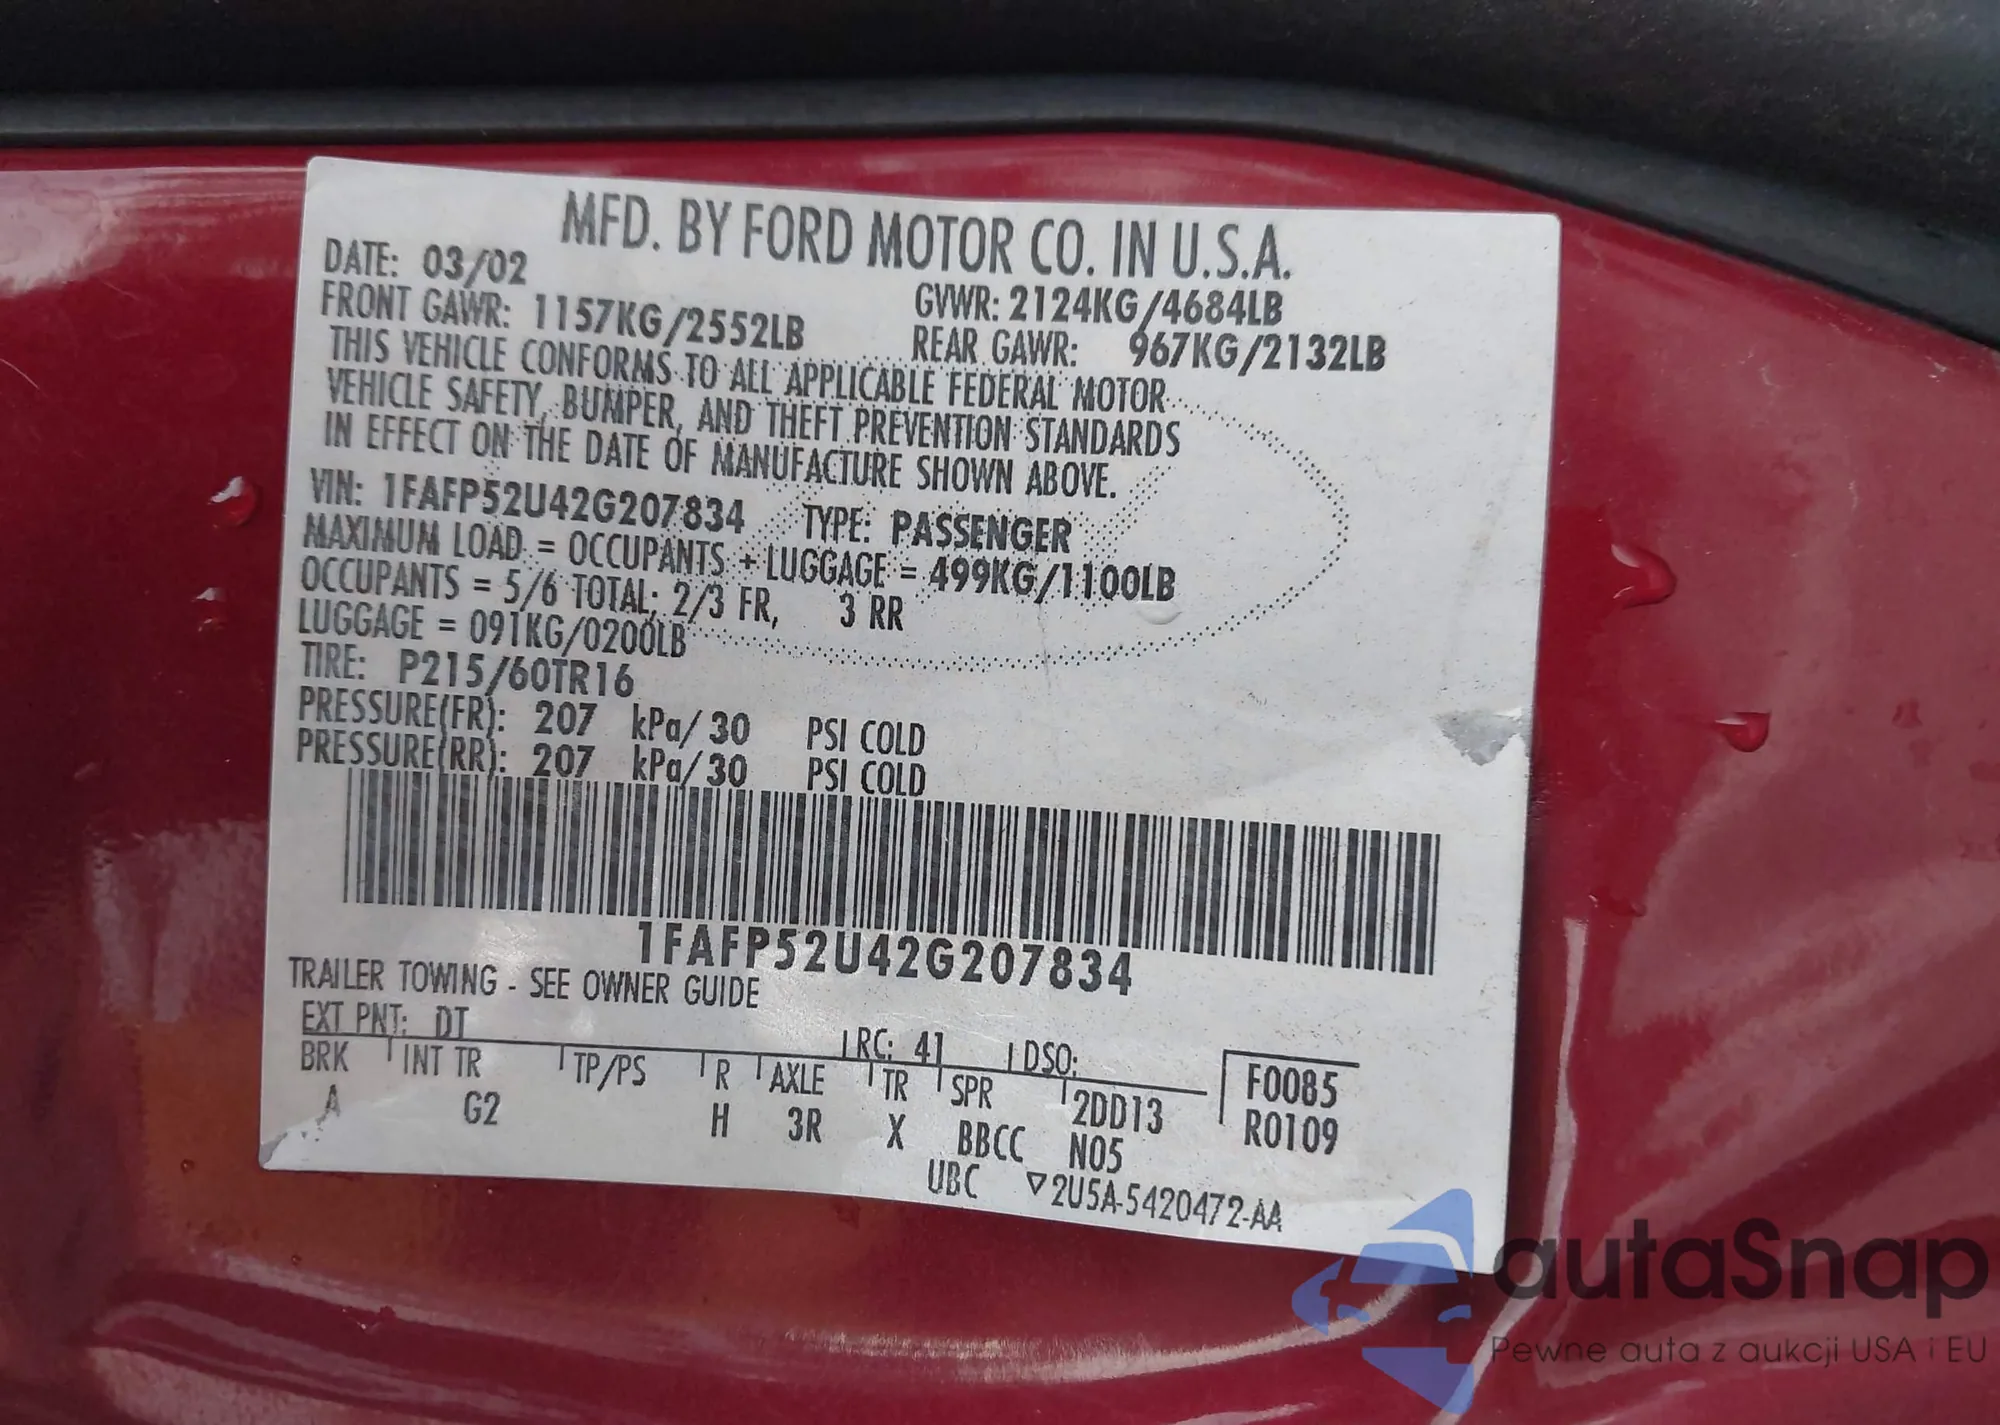 MFD. BY FORD MOTOR CO. IN U.S.A.
DATE: 03/02
GVWR: 2124KG/4684LB
FRONT GAWR: 1157KG/2552LB
REAR GAWR: 967KG/2132LB
THIS VEHICLE CONFORMS TO ALL APPLICABLE FEDERAL MOTOR
VEHICLE SAFETY, BUMPER, AND THEFT PREVENTION STANDARDS
IN EFFECT ON THE DATE OF MANUFACTURE SHOWN ABOVE.
VIN: 1FAFP52U42G207834 TYPE: PASSENGER
MAXIMUM LOAD = OCCUPANTS + LUGGAGE = 499KG/1100LB
OCCUPANTS = 5/6 TOTAL; 2/3 FR, 3 RR
LUGGAGE = 091KG/0200LB
TIRE: P215/60TR16
PRESSURE(FR): 207 kPa/ 30 PSI COLD
PRESSURE(RR): 207 kPa/ 30 PSI COLD
1FAFP52U42G207834
TRAILER TOWING - SEE OWNER GUIDE
EXT PNT: DT RC: 41 DSO:
BRK INT TR TP/PS R AXLE TR SPR 2DD13 F0085
A G2 H 3R X BBCC N05 R0109
UBC ▽2U5A-5420472-AA
autaSnap
Pewne auta z aukcji USA i EU